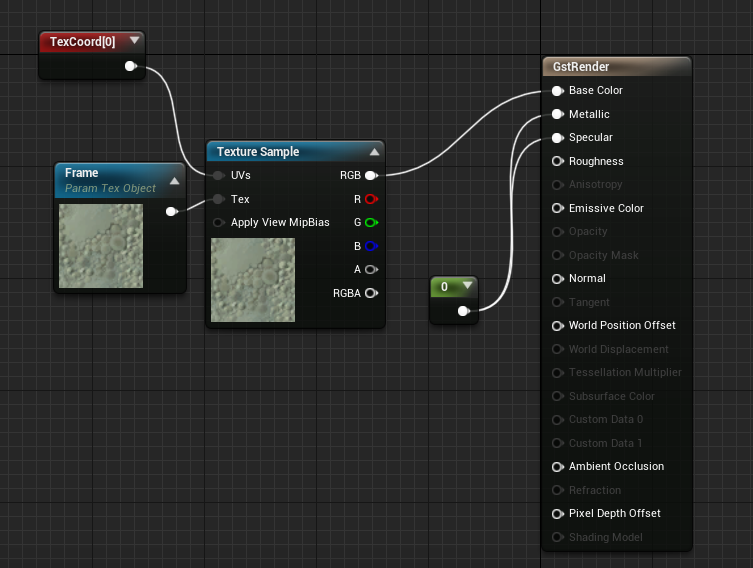 TexCoord[0]
Frame
Param Tex Object
Texture Sample
UVs
Tex
Apply View MipBias
RGB
R
G
B
A
RGBA
0
GstRender
Base Color
Metallic
Specular
Roughness
Anisotropy
Emissive Color
Opacity
Opacity Mask
Normal
Tangent
World Position Offset
World Displacement
Tessellation Multiplier
Subsurface Color
Custom Data 0
Custom Data 1
Ambient Occlusion
Refraction
Pixel Depth Offset
Shading Model